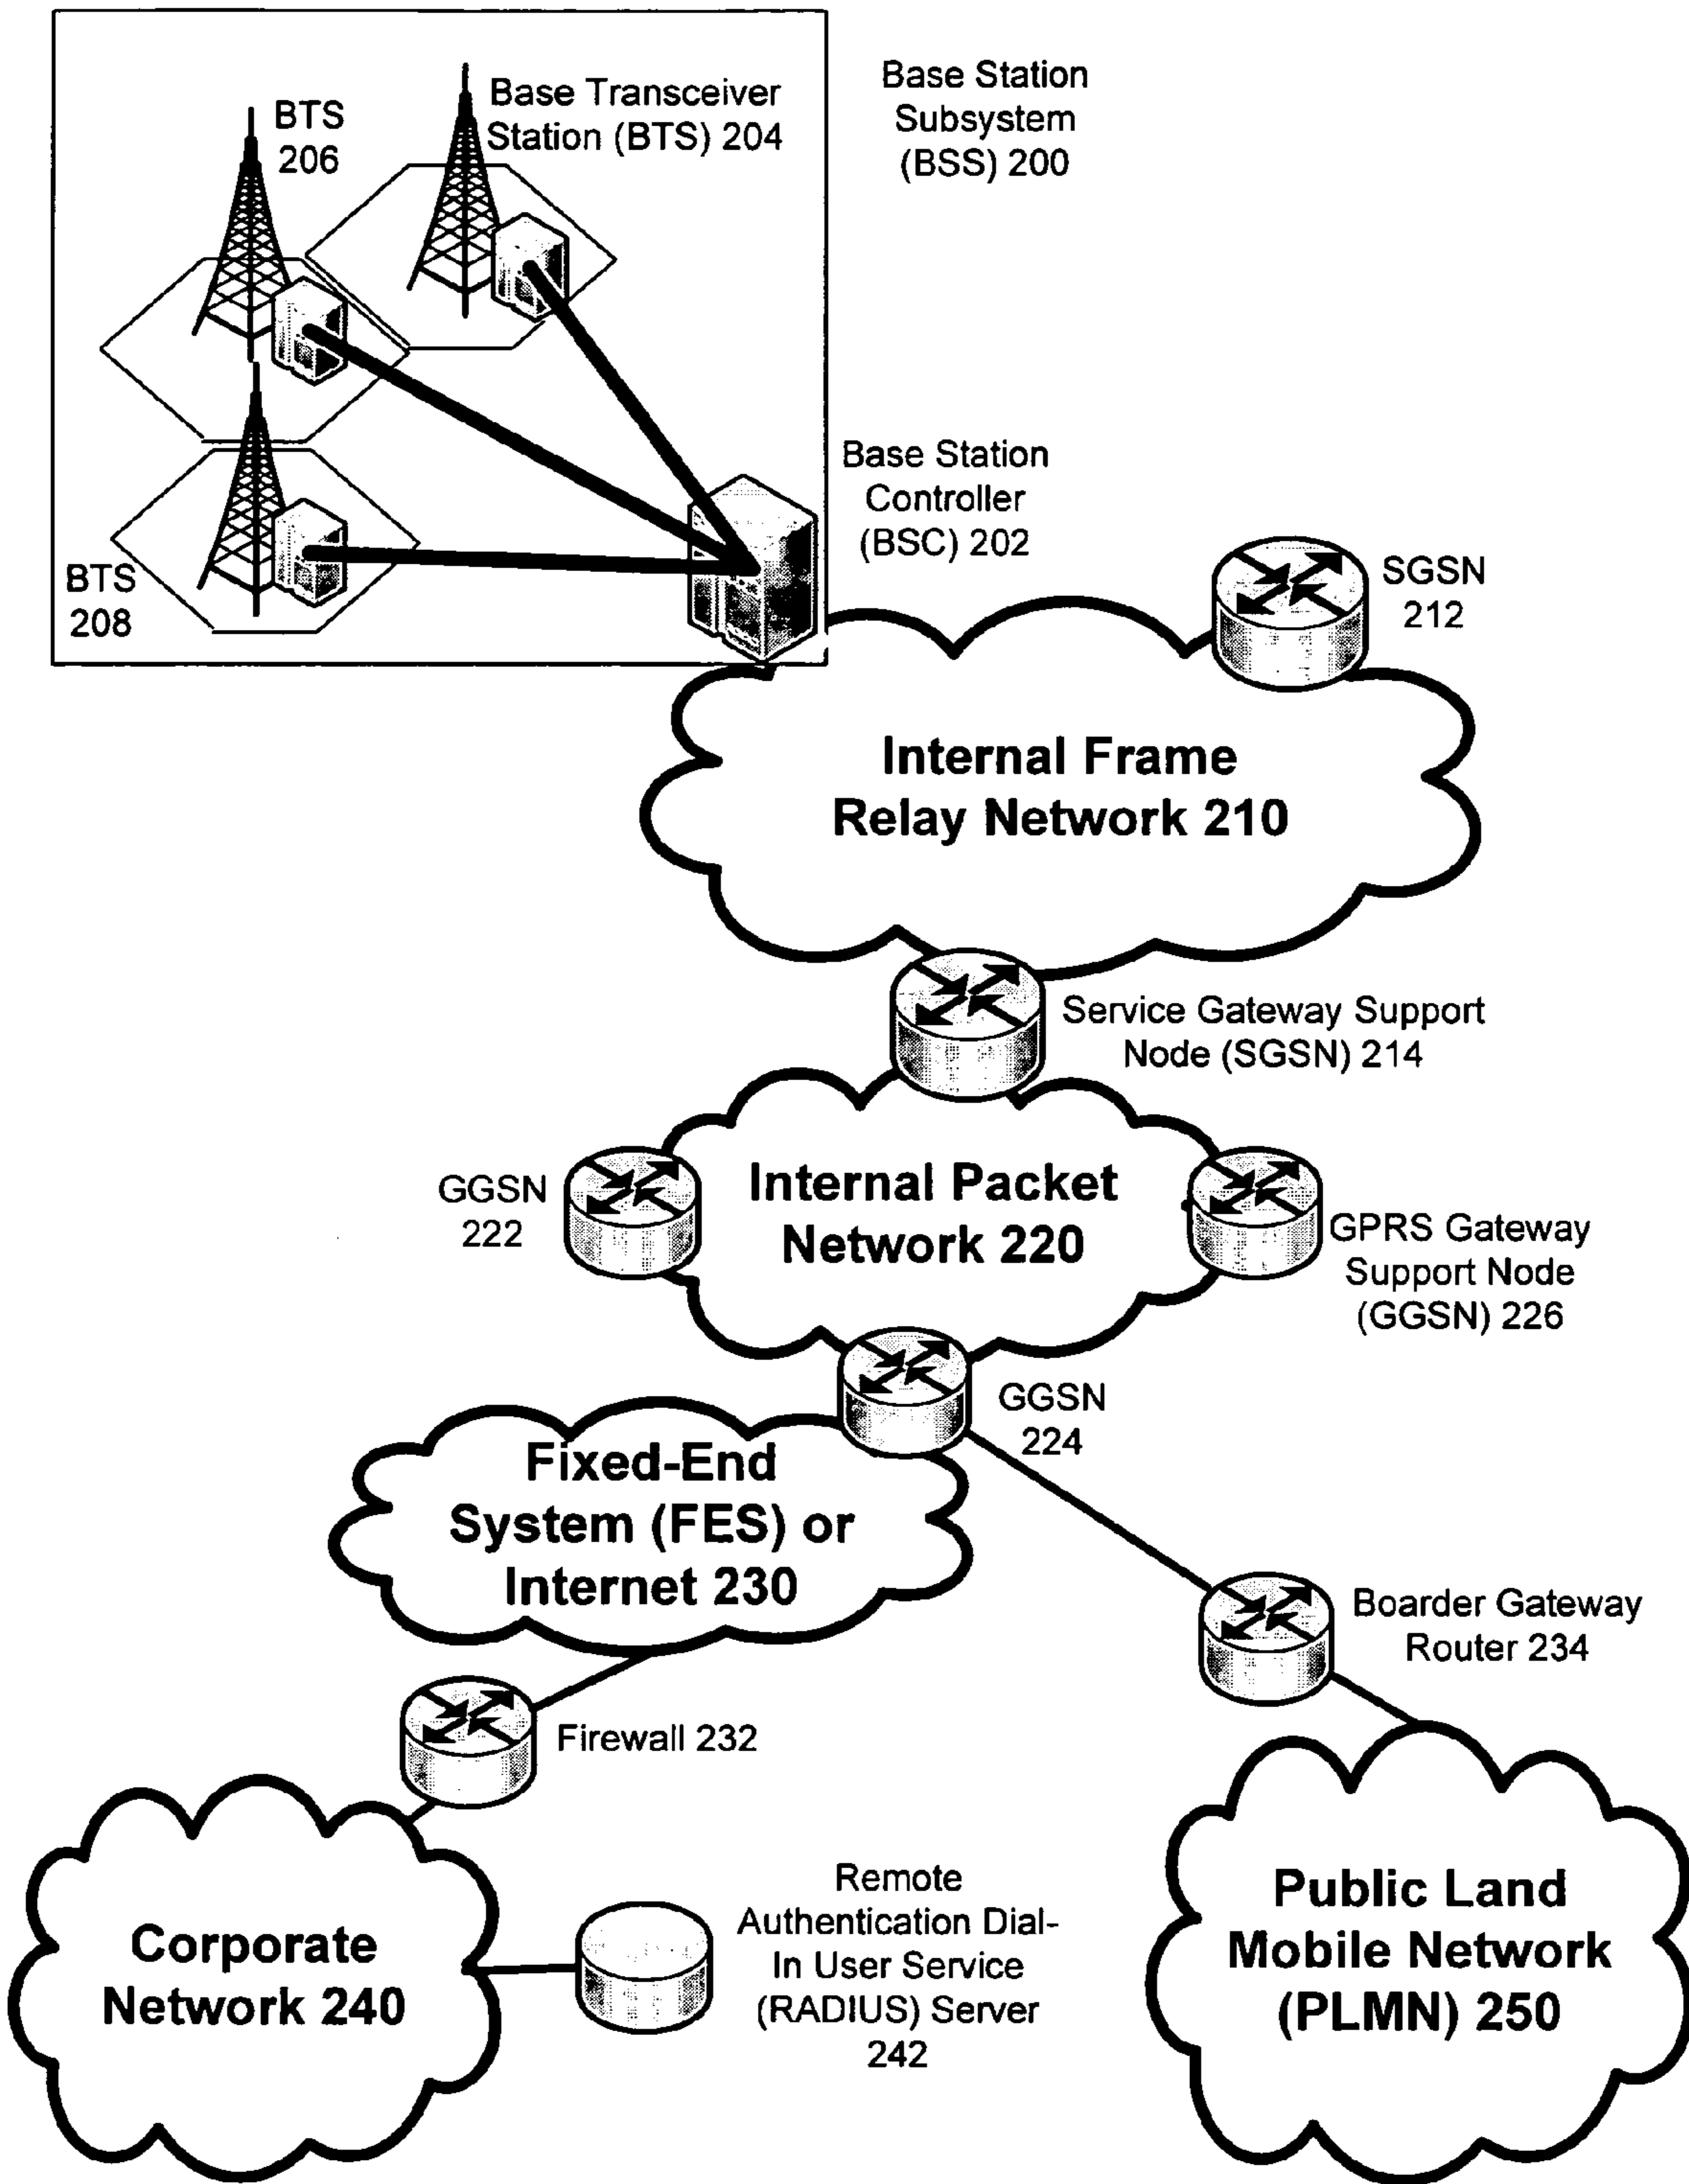 BTS
206
Base Transceiver
Station (BTS) 204
Base Station
Subsystem
(BSS) 200
Base Station
Controller
(BSC) 202
BTS
208
SGSN
212
Internal Frame
Relay Network 210
Service Gateway Support
Node (SGSN) 214
GGSN
222
Internal Packet
Network 220
GPRS Gateway
Support Node
(GGSN) 226
GGSN
224
Fixed-End
System (FES) or
Internet 230
Boarder Gateway
Router 234
Firewall 232
Corporate
Network 240
Remote
Authentication Dial-
In User Service
(RADIUS) Server
242
Public Land
Mobile Network
(PLMN) 250